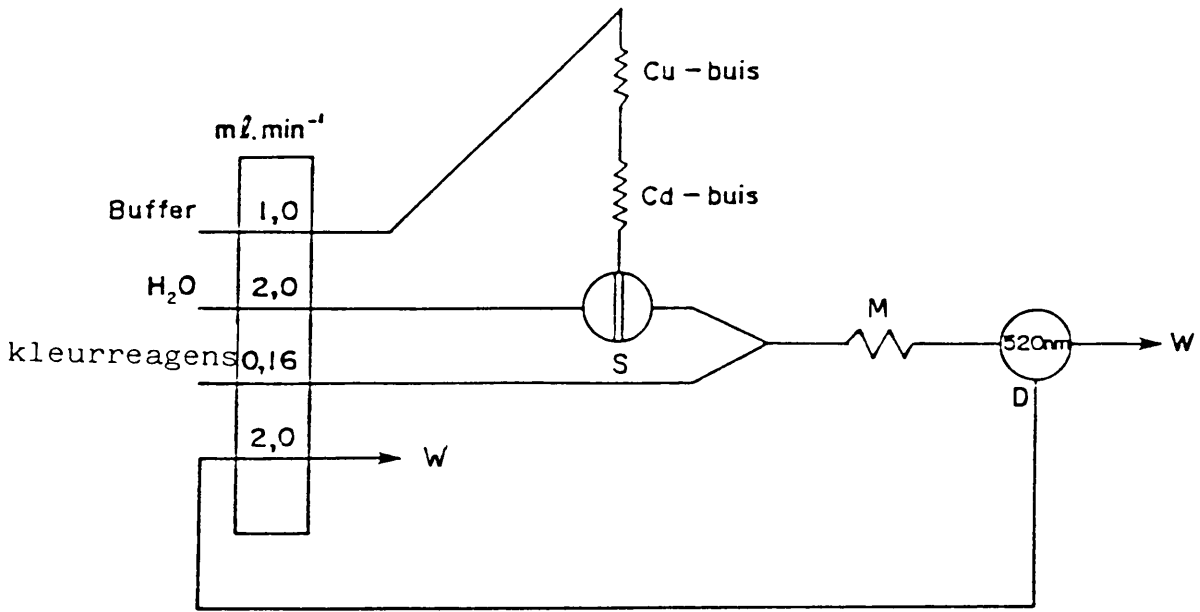 Cu – buis
mℓ.min⁻¹
Cd – buis
Buffer
1,0
H₂O
2,0
M
kleurreagens
0,16
S
520nm
W
D
2,0
W